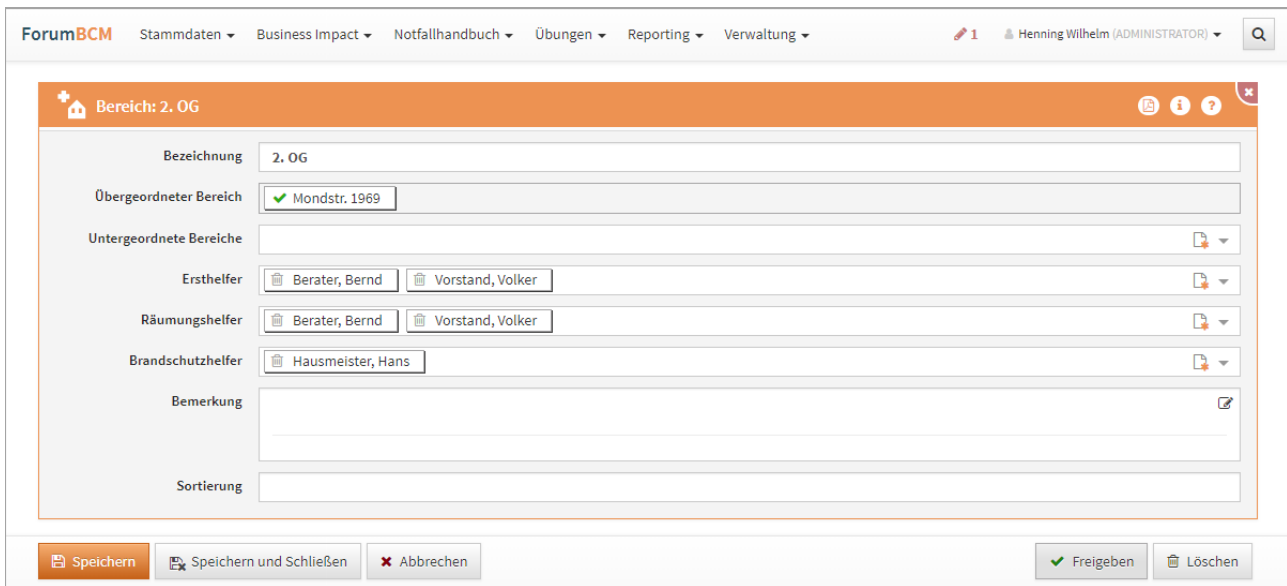 ForumBCM Stammdaten Business Impact Notfallhandbuch Übungen Reporting Verwaltung 1 Henning Wilhelm (ADMINISTRATOR)
Bereich: 2. OG
Bezeichnung 2. OG
Übergeordneter Bereich Mondstr. 1969
Untergeordnete Bereiche
Ersthelfer Berater, Bernd Vorstand, Volker
Räumungshelfer Berater, Bernd Vorstand, Volker
Brandschutzhelfer Hausmeister, Hans
Bemerkung
Sortierung
Speichern Speichern und Schließen Abbrechen Freigeben Löschen